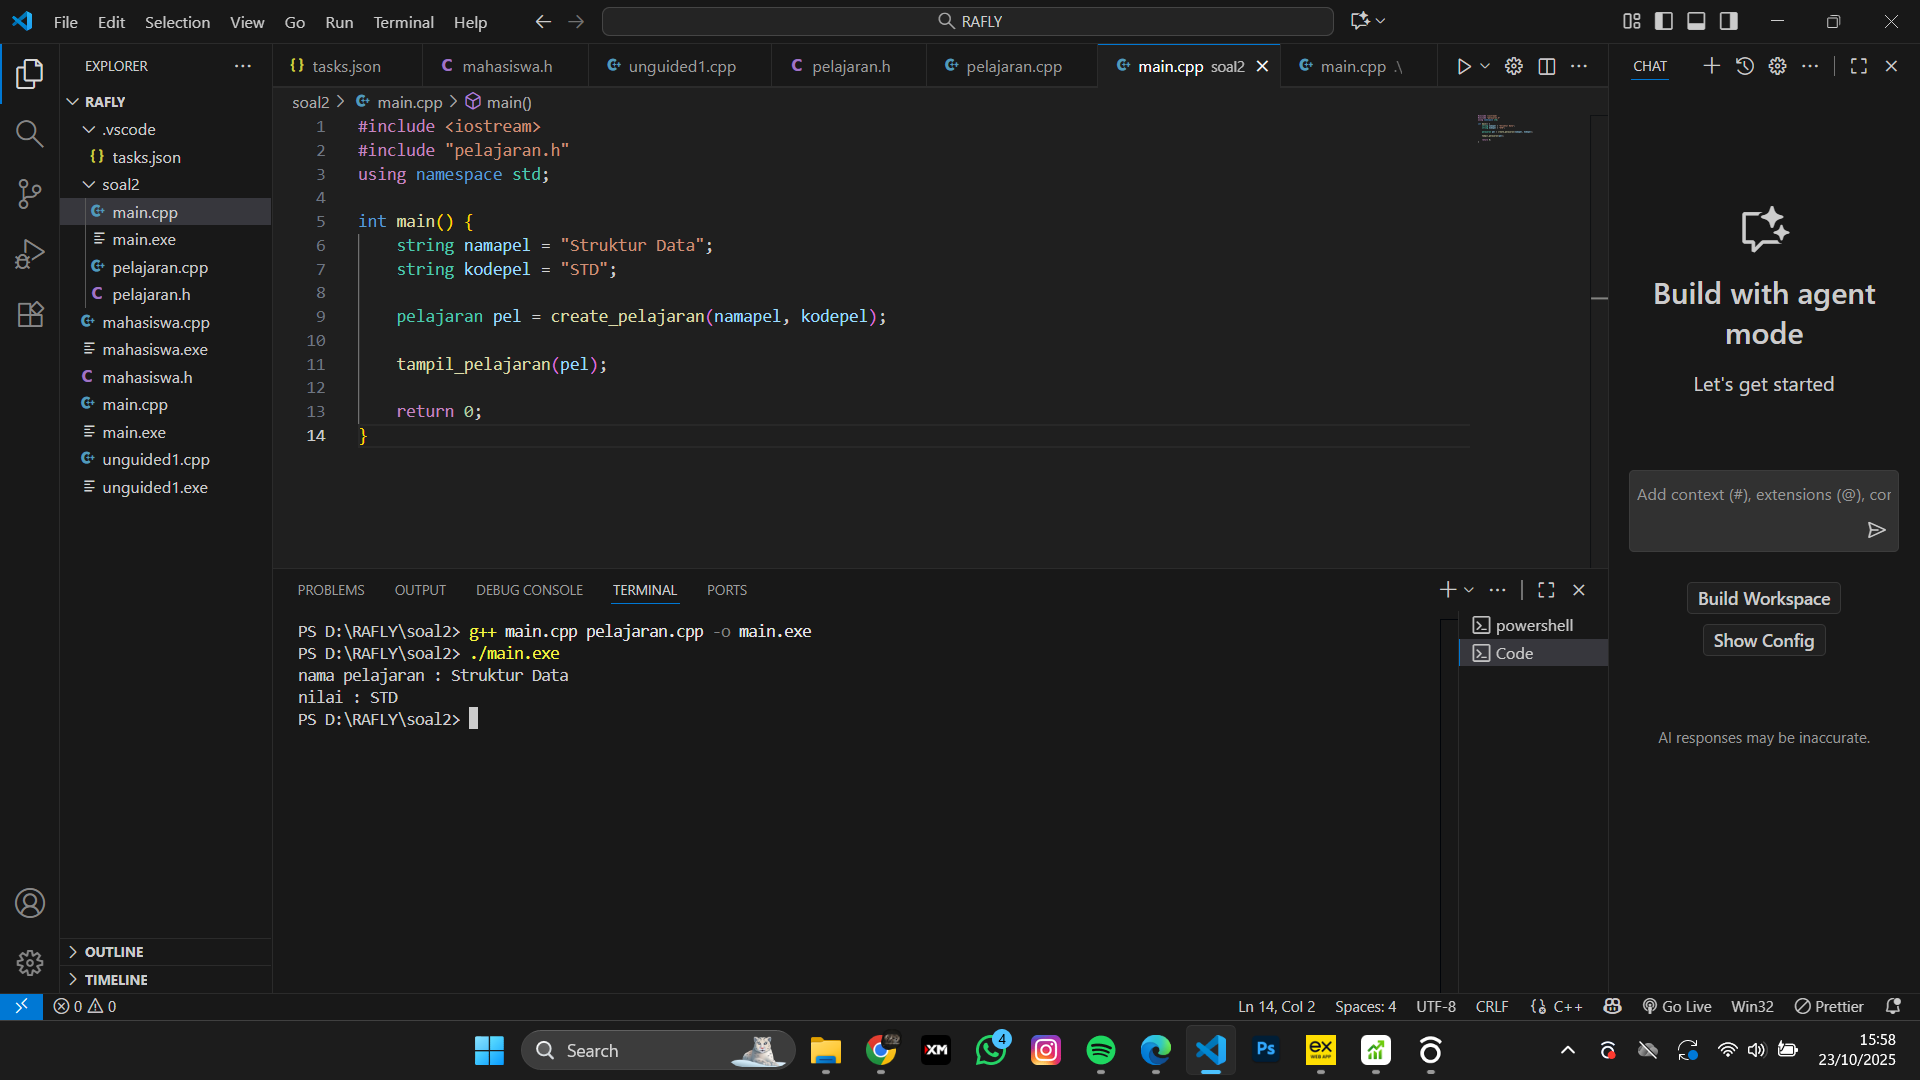 File Edit Selection View Go Run Terminal Help
RAFLY
EXPLORER
RAFLY
.vscode
tasks.json
soal2
main.cpp
main.exe
pelajaran.cpp
pelajaran.h
mahasiswa.cpp
mahasiswa.exe
mahasiswa.h
main.cpp
main.exe
unguided1.cpp
unguided1.exe
OUTLINE
TIMELINE
tasks.json mahasiswa.h unguided1.cpp pelajaran.h pelajaran.cpp main.cpp soal2 main.cpp .\
soal2 > main.cpp > main()
1 #include <iostream>
2 #include "pelajaran.h"
3 using namespace std;
4
5 int main() {
6 string namapel = "Struktur Data";
7 string kodepel = "STD";
8
9 pelajaran pel = create_pelajaran(namapel, kodepel);
10
11 tampil_pelajaran(pel);
12
13 return 0;
14 }
PROBLEMS OUTPUT DEBUG CONSOLE TERMINAL PORTS
PS D:\RAFLY\soal2> g++ main.cpp pelajaran.cpp -o main.exe
PS D:\RAFLY\soal2> ./main.exe
nama pelajaran : Struktur Data
nilai : STD
PS D:\RAFLY\soal2>
powershell
Code
CHAT
Build with agent
mode
Let's get started
Add context (#), extensions (@), cor
Build Workspace
Show Config
AI responses may be inaccurate.
0 0
Ln 14, Col 2 Spaces: 4 UTF-8 CRLF C++ Go Live Win32 Prettier
Search
XM
4
Ps
ex
WEB APP
15:58
23/10/2025